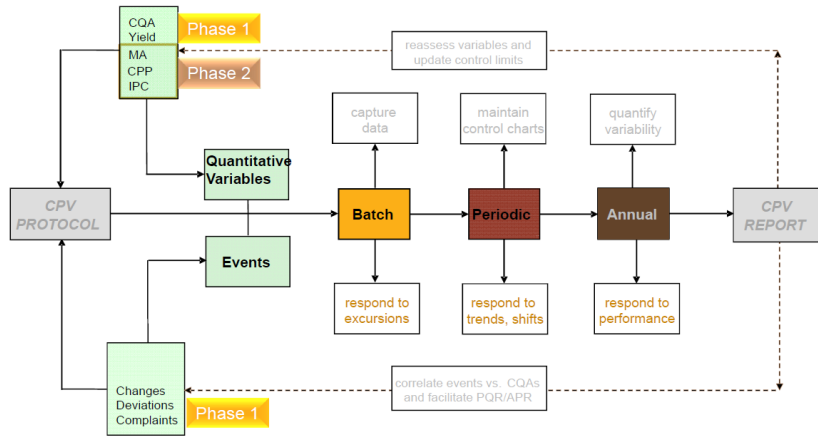 CQA
Yield
Phase 1
MA
CPP
IPC
Phase 2
reassess variables and
update control limits
capture
data
maintain
control charts
quantify
variability
Quantitative
Variables
CPV
PROTOCOL
Batch
Periodic
Annual
CPV
REPORT
Events
respond to
excursions
respond to
trends, shifts
respond to
performance
Changes
Deviations
Complaints
Phase 1
correlate events vs. CQAs
and facilitate PQR/APR